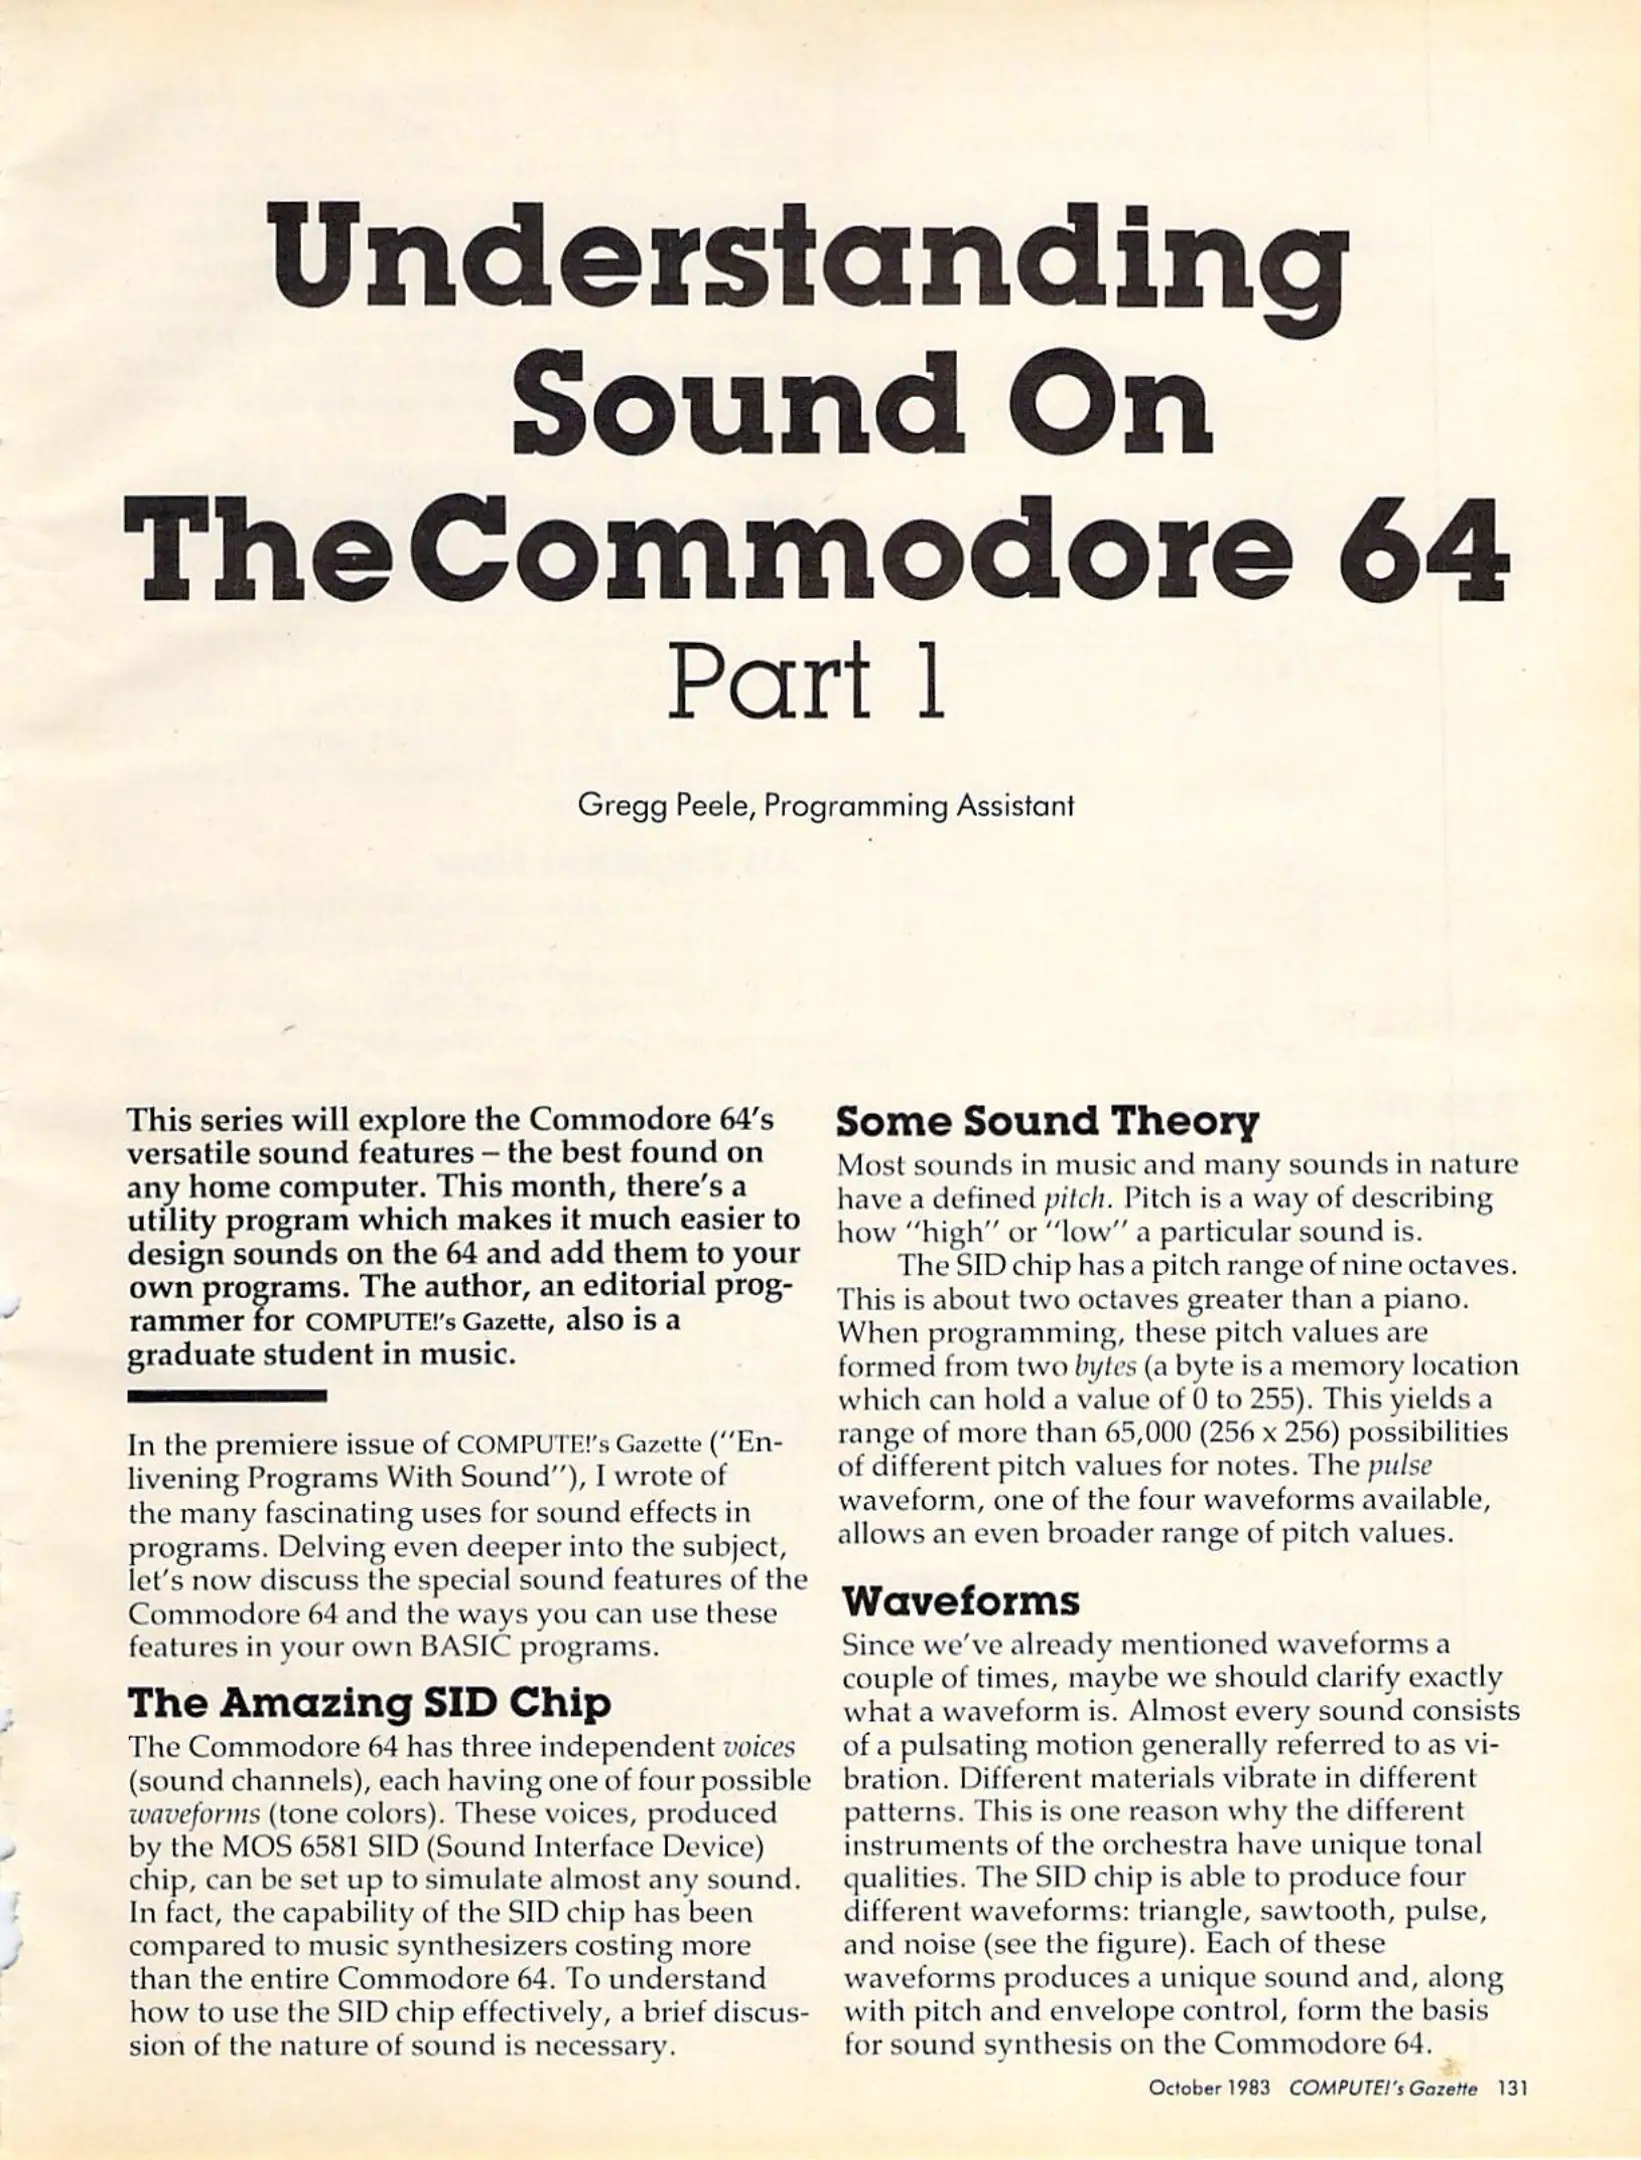 Understanding
Sound On
The Commodore 64
Part 1
Gregg Peele, Programming Assistant
This series will explore the Commodore 64's
versatile sound features – the best found on
any home computer. This month, there's a
utility program which makes it much easier to
design sounds on the 64 and add them to your
own programs. The author, an editorial prog-
rammer for COMPUTE!'s Gazette, also is a
graduate student in music.
In the premiere issue of COMPUTE!'s Gazette ("En-
livening Programs With Sound"), I wrote of
the many fascinating uses for sound effects in
programs. Delving even deeper into the subject,
let's now discuss the special sound features of the
Commodore 64 and the ways you can use these
features in your own BASIC programs.
The Amazing SID Chip
The Commodore 64 has three independent voices
(sound channels), each having one of four possible
waveforms (tone colors). These voices, produced
by the MOS 6581 SID (Sound Interface Device)
chip, can be set up to simulate almost any sound.
In fact, the capability of the SID chip has been
compared to music synthesizers costing more
than the entire Commodore 64. To understand
how to use the SID chip effectively, a brief discus-
sion of the nature of sound is necessary.
Some Sound Theory
Most sounds in music and many sounds in nature
have a defined pitch. Pitch is a way of describing
how "high" or "low" a particular sound is.
The SID chip has a pitch range of nine octaves.
This is about two octaves greater than a piano.
When programming, these pitch values are
formed from two bytes (a byte is a memory location
which can hold a value of 0 to 255). This yields a
range of more than 65,000 (256 x 256) possibilities
of different pitch values for notes. The pulse
waveform, one of the four waveforms available,
allows an even broader range of pitch values.
Waveforms
Since we've already mentioned waveforms a
couple of times, maybe we should clarify exactly
what a waveform is. Almost every sound consists
of a pulsating motion generally referred to as vi-
bration. Different materials vibrate in different
patterns. This is one reason why the different
instruments of the orchestra have unique tonal
qualities. The SID chip is able to produce four
different waveforms: triangle, sawtooth, pulse,
and noise (see the figure). Each of these
waveforms produces a unique sound and, along
with pitch and envelope control, form the basis
for sound synthesis on the Commodore 64.
October 1983 COMPUTE!'s Gazette 131